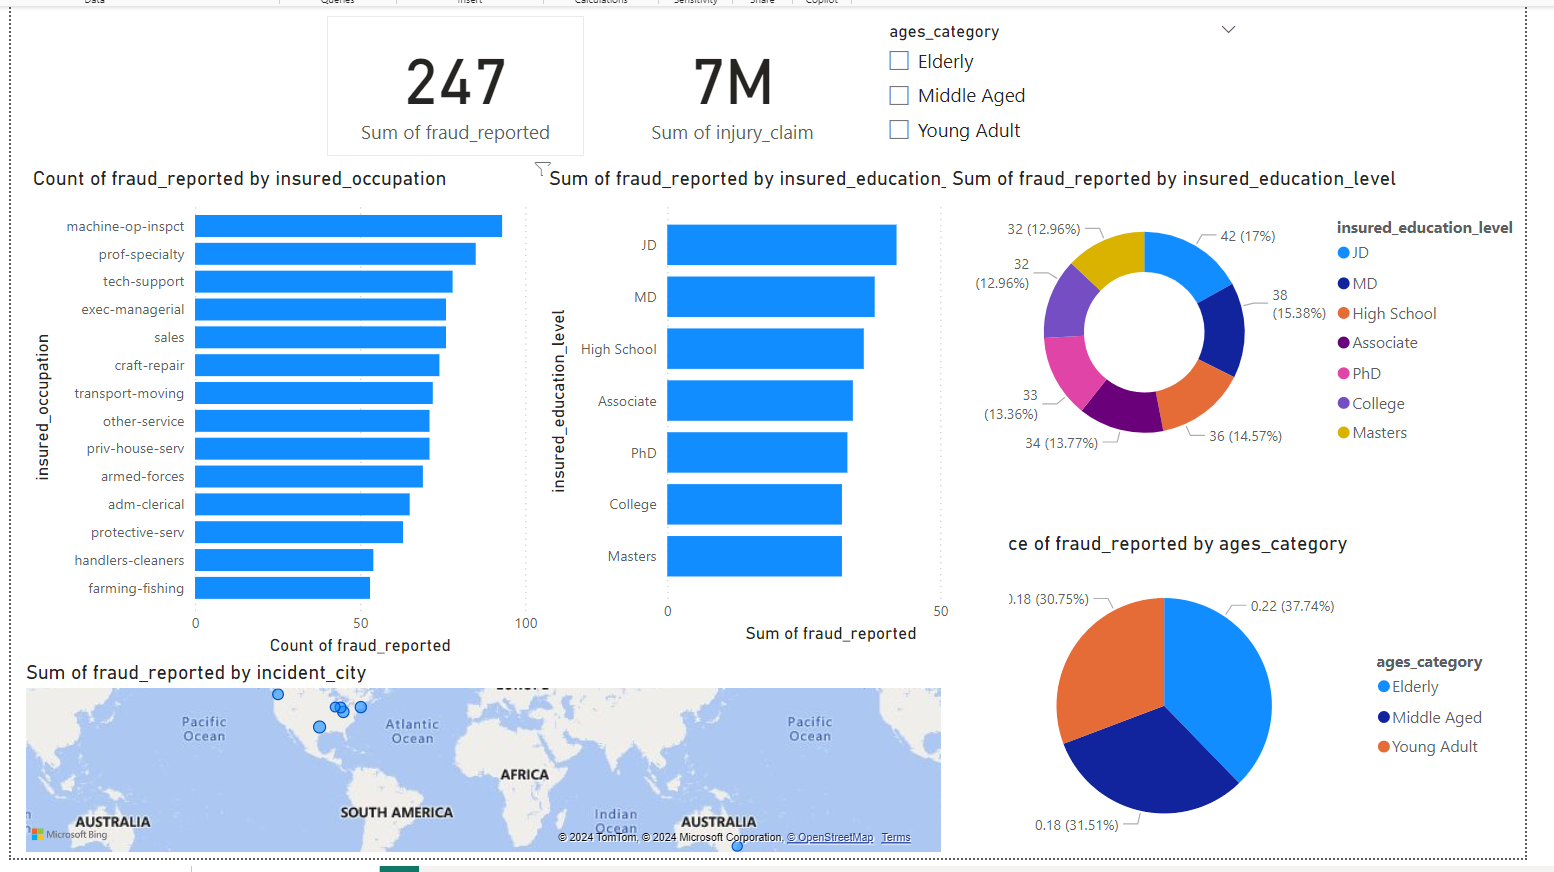 Data Queries Insert Calculations Sensitivity Share Copilot
247
Sum of fraud_reported
7M
Sum of injury_claim
ages_category
Elderly
Middle Aged
Young Adult
Count of fraud_reported by insured_occupation
insured_occupation
machine-op-inspct
prof-specialty
tech-support
exec-managerial
sales
craft-repair
transport-moving
other-service
priv-house-serv
armed-forces
adm-clerical
protective-serv
handlers-cleaners
farming-fishing
0 50 100
Count of fraud_reported
Sum of fraud_reported by insured_education_
insured_education_level
JD
MD
High School
Associate
PhD
College
Masters
0 50
Sum of fraud_reported
Sum of fraud_reported by insured_education_level
32 (12.96%)
42 (17%)
32
(12.96%)
38
(15.38%)
33
(13.36%)
34 (13.77%)
36 (14.57%)
insured_education_level
JD
MD
High School
Associate
PhD
College
Masters
ce of fraud_reported by ages_category
.18 (30.75%)
0.22 (37.74%)
0.18 (31.51%)
ages_category
Elderly
Middle Aged
Young Adult
Sum of fraud_reported by incident_city
Pacific
Ocean
Atlantic
Ocean
Pacific
Ocean
AFRICA
SOUTH AMERICA
Indian
Ocean
AUSTRALIA
AUSTRALIA
Microsoft Bing
© 2024 TomTom, © 2024 Microsoft Corporation, © OpenStreetMap Terms